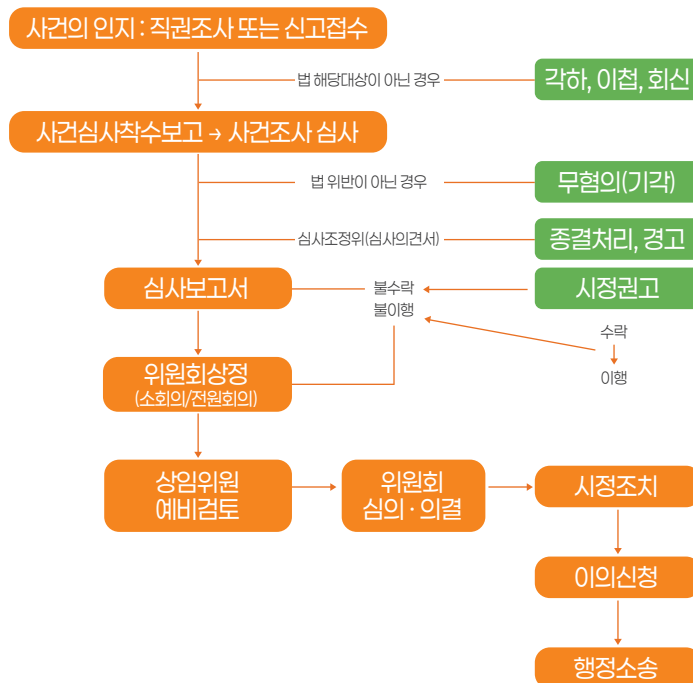 사건의 인지 : 직권조사 또는 신고접수
법 해당대상이 아닌 경우
각하, 이첩, 회신
사건심사착수보고 → 사건조사 심사
법 위반이 아닌 경우
무혐의(기각)
심사조정위(심사의견서)
종결처리, 경고
심사보고서
불수락
불이행
시정권고
수락
이행
위원회상정
(소회의/전원회의)
상임위원
예비검토
위원회
심의 · 의결
시정조치
이의신청
행정소송